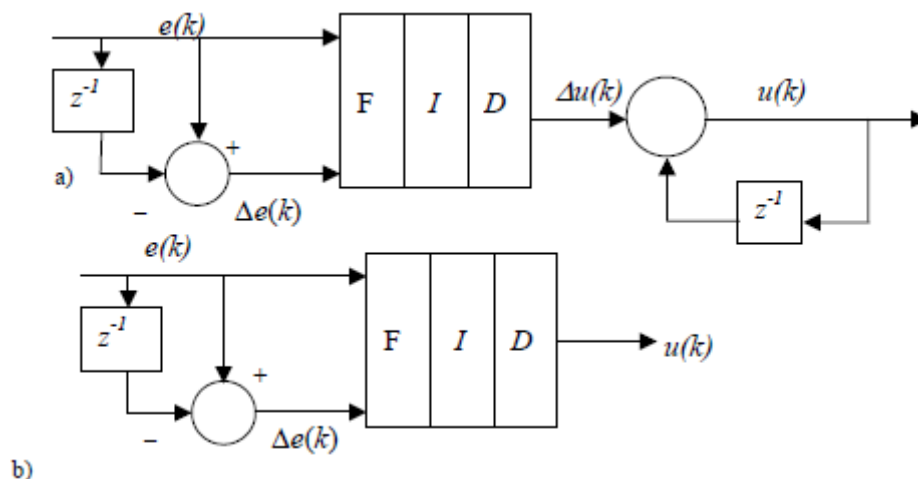 e(k)
z⁻¹
F I D
Δu(k)
u(k)
+
a)
−
Δe(k)
z⁻¹
e(k)
z⁻¹
F I D
u(k)
+
−
Δe(k)
b)